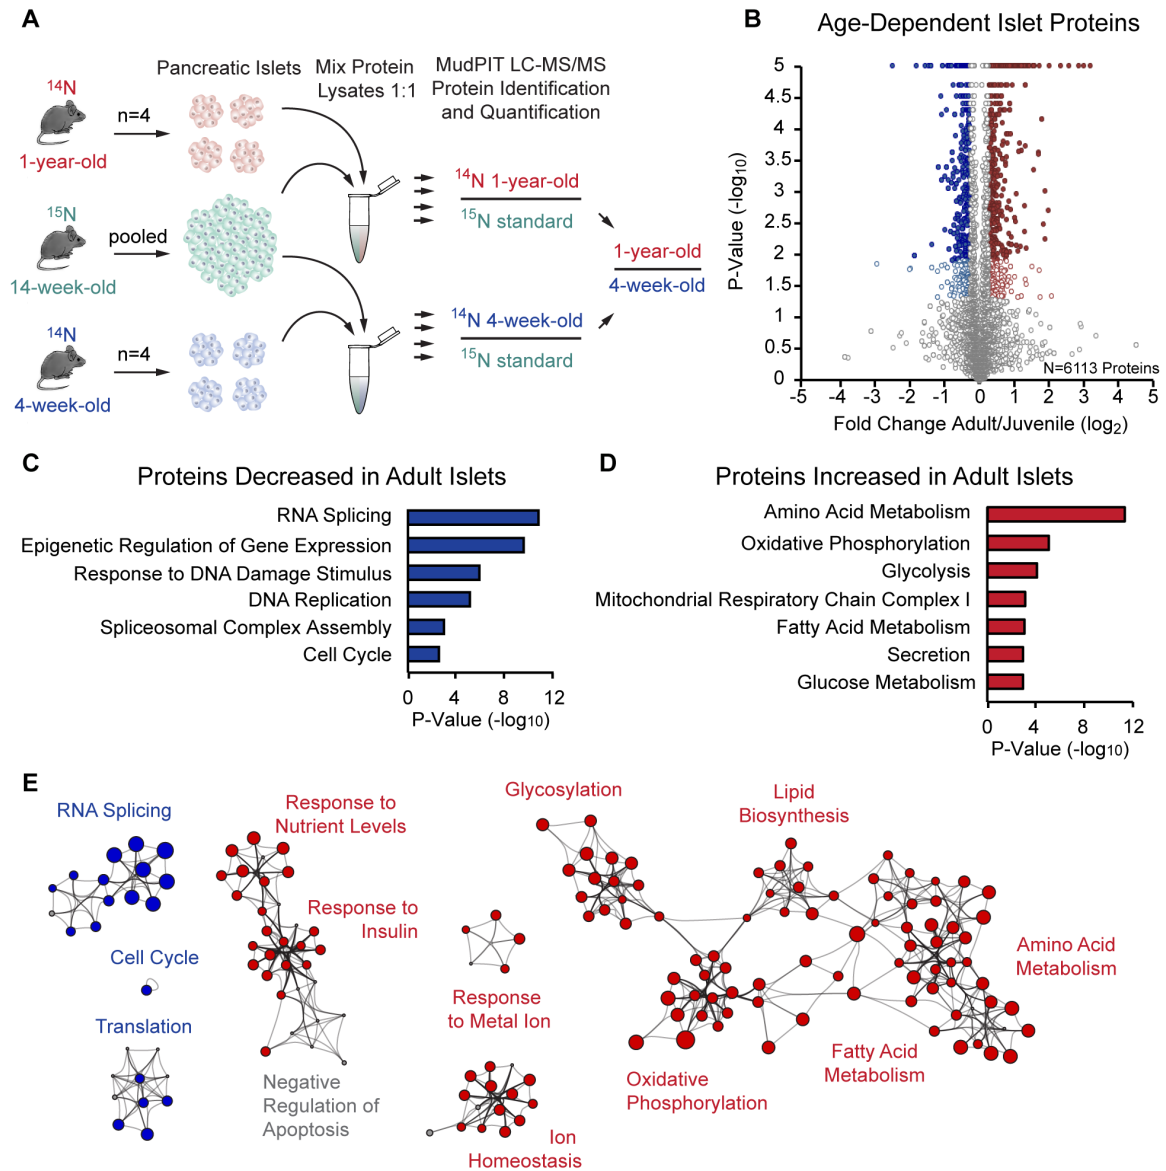 A
Pancreatic Islets
Mix Protein
Lysates 1:1
MudPIT LC-MS/MS
Protein Identification
and Quantification
14N
1-year-old
n=4
15N
14-week-old
pooled
14N
4-week-old
n=4
14N 1-year-old
15N standard
14N 4-week-old
15N standard
1-year-old
4-week-old
B
Age-Dependent Islet Proteins
P-Value (-log10)
5
4.5
4
3.5
3
2.5
2
1.5
1
0.5
0
N=6113 Proteins
-5 -4 -3 -2 -1 0 1 2 3 4 5
Fold Change Adult/Juvenile (log2)
C
Proteins Decreased in Adult Islets
RNA Splicing
Epigenetic Regulation of Gene Expression
Response to DNA Damage Stimulus
DNA Replication
Spliceosomal Complex Assembly
Cell Cycle
0 4 8 12
P-Value (-log10)
D
Proteins Increased in Adult Islets
Amino Acid Metabolism
Oxidative Phosphorylation
Glycolysis
Mitochondrial Respiratory Chain Complex I
Fatty Acid Metabolism
Secretion
Glucose Metabolism
0 4 8 12
P-Value (-log10)
E
RNA Splicing
Cell Cycle
Translation
Response to
Nutrient Levels
Response to
Insulin
Negative
Regulation of
Apoptosis
Response
to Metal Ion
Ion
Homeostasis
Glycosylation
Lipid
Biosynthesis
Amino Acid
Metabolism
Fatty Acid
Metabolism
Oxidative
Phosphorylation